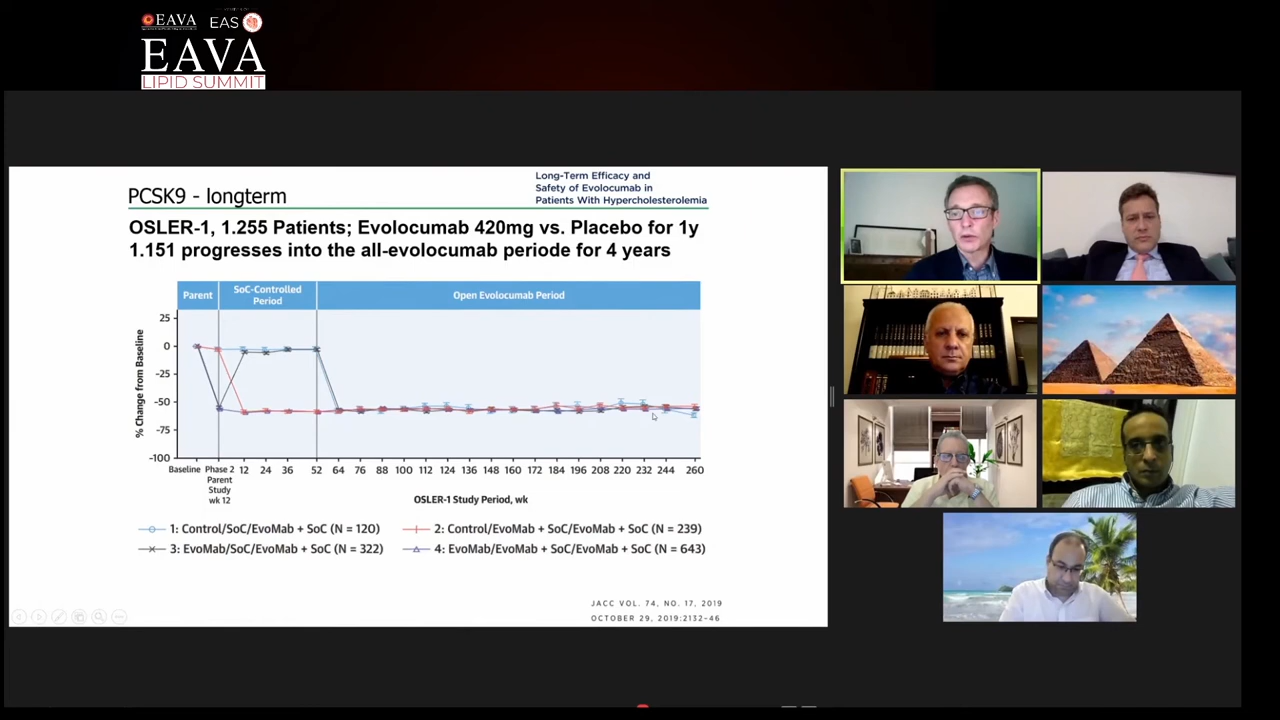 EAVA
EAS
EAVA
LIPID SUMMIT
PCSK9 - longterm
Long-Term Efficacy and
Safety of Evolocumab in
Patients With Hypercholesterolemia
OSLER-1, 1.255 Patients; Evolocumab 420mg vs. Placebo for 1y
1.151 progresses into the all-evolocumab periode for 4 years
Parent
SoC-Controlled
Period
Open Evolocumab Period
% Change from Baseline
25
0
-25
-50
-75
-100
Baseline Phase 2 12 24 36 52 64 76 88 100 112 124 136 148 160 172 184 196 208 220 232 244 260
Parent
Study
wk 12
OSLER-1 Study Period, wk
1: Control/SoC/EvoMab + SoC (N = 120)
2: Control/EvoMab + SoC/EvoMab + SoC (N = 239)
3: EvoMab/SoC/EvoMab + SoC (N = 322)
4: EvoMab/EvoMab + SoC/EvoMab + SoC (N = 643)
JACC VOL. 74, NO. 17, 2019
OCTOBER 29, 2019:2132-46